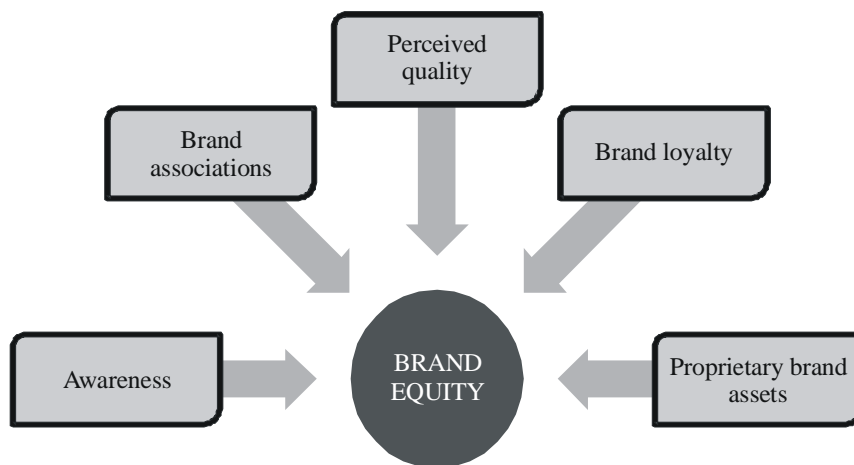 Perceived
quality
Brand
associations
Brand loyalty
Awareness
BRAND
EQUITY
Proprietary brand
assets